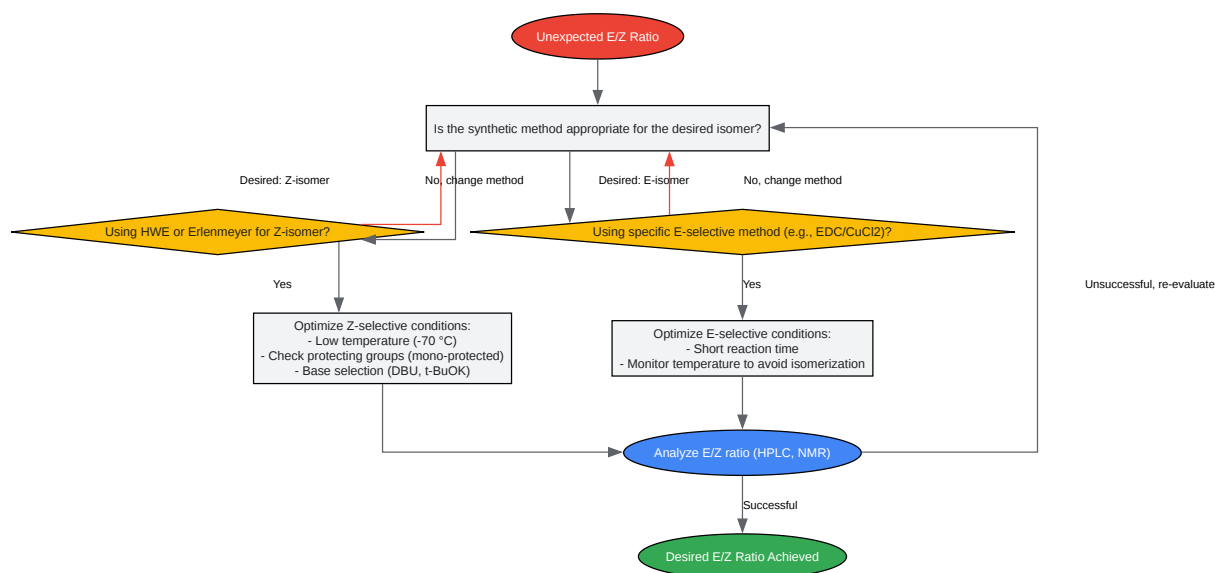 Unexpected E/Z Ratio
Is the synthetic method appropriate for the desired isomer?
Desired: Z-isomer
No, change method
Desired: E-isomer
No, change method
Using HWE or Erlenmeyer for Z-isomer?
Using specific E-selective method (e.g., EDC/CuCl2)?
Yes
Yes
Unsuccessful, re-evaluate
Optimize Z-selective conditions:
- Low temperature (-70 °C)
- Check protecting groups (mono-protected)
- Base selection (DBU, t-BuOK)
Optimize E-selective conditions:
- Short reaction time
- Monitor temperature to avoid isomerization
Analyze E/Z ratio (HPLC, NMR)
Successful
Desired E/Z Ratio Achieved